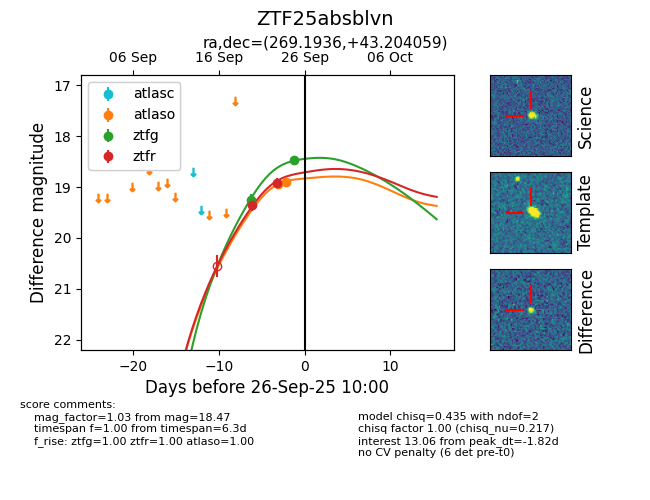 ZTF25absblvn
ra,dec=(269.1936,+43.204059)
06 Sep 16 Sep 26 Sep 06 Oct
17
18
19
20
21
22
Difference magnitude
atlasc
atlaso
ztfg
ztfr
−20 −10 0 10
Days before 26-Sep-25 10:00
Science
Template
Difference
score comments:
mag_factor=1.03 from mag=18.47
timespan f=1.00 from timespan=6.3d
f_rise: ztfg=1.00 ztfr=1.00 atlaso=1.00
model chisq=0.435 with ndof=2
chisq factor 1.00 (chisq_nu=0.217)
interest 13.06 from peak_dt=-1.82d
no CV penalty (6 det pre-t0)